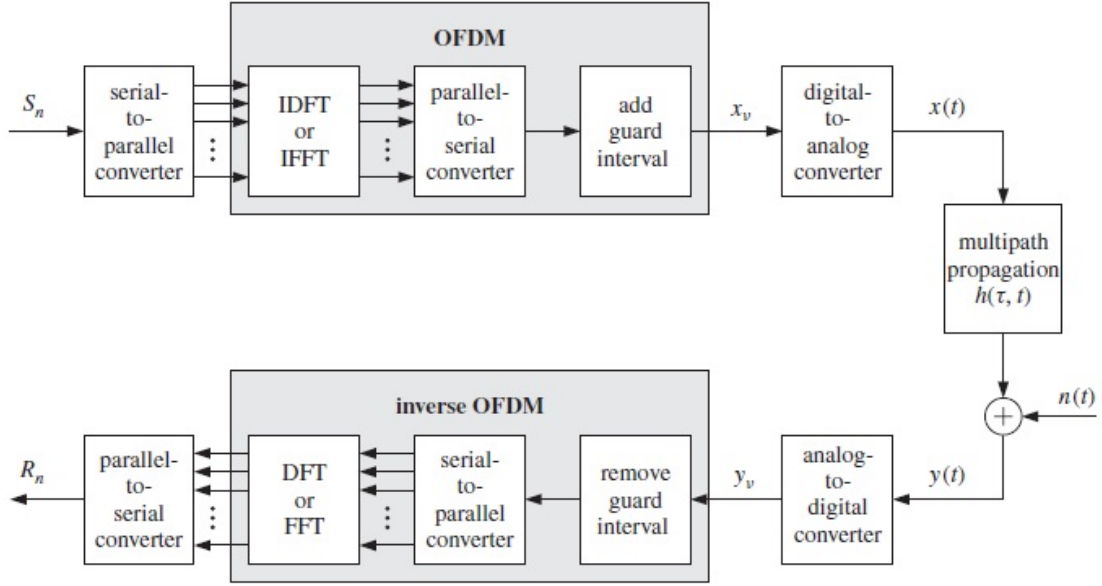 OFDM
S_n
serial-
to-
parallel
converter
IDFT
or
IFFT
parallel-
to-
serial
converter
add
guard
interval
x_v
digital-
to-
analog
converter
x(t)
multipath
propagation
h(τ, t)
n(t)
+
inverse OFDM
R_n
parallel-
to-
serial
converter
DFT
or
FFT
serial-
to-
parallel
converter
remove
guard
interval
y_v
analog-
to-
digital
converter
y(t)